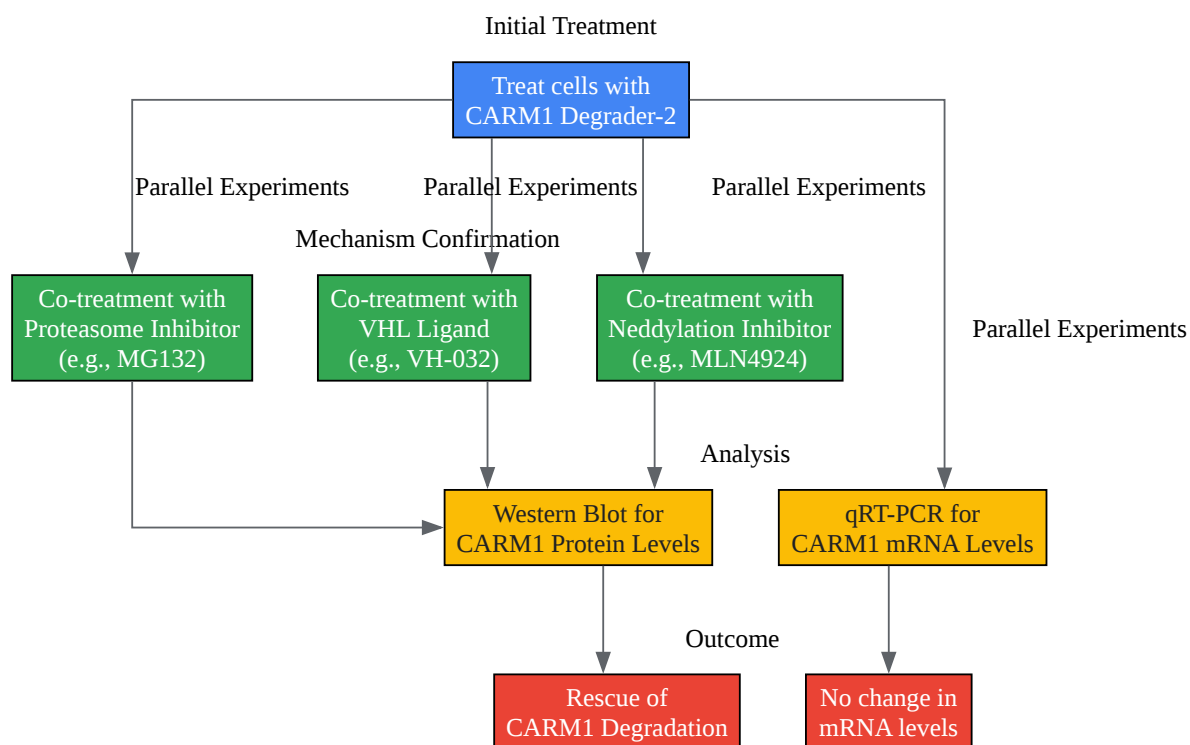 Initial Treatment
Treat cells with
CARM1 Degrader-2
Parallel Experiments
Parallel Experiments
Parallel Experiments
Mechanism Confirmation
Co-treatment with
Proteasome Inhibitor
(e.g., MG132)
Co-treatment with
VHL Ligand
(e.g., VH-032)
Co-treatment with
Neddylation Inhibitor
(e.g., MLN4924)
Parallel Experiments
Analysis
Western Blot for
CARM1 Protein Levels
qRT-PCR for
CARM1 mRNA Levels
Outcome
Rescue of
CARM1 Degradation
No change in
mRNA levels